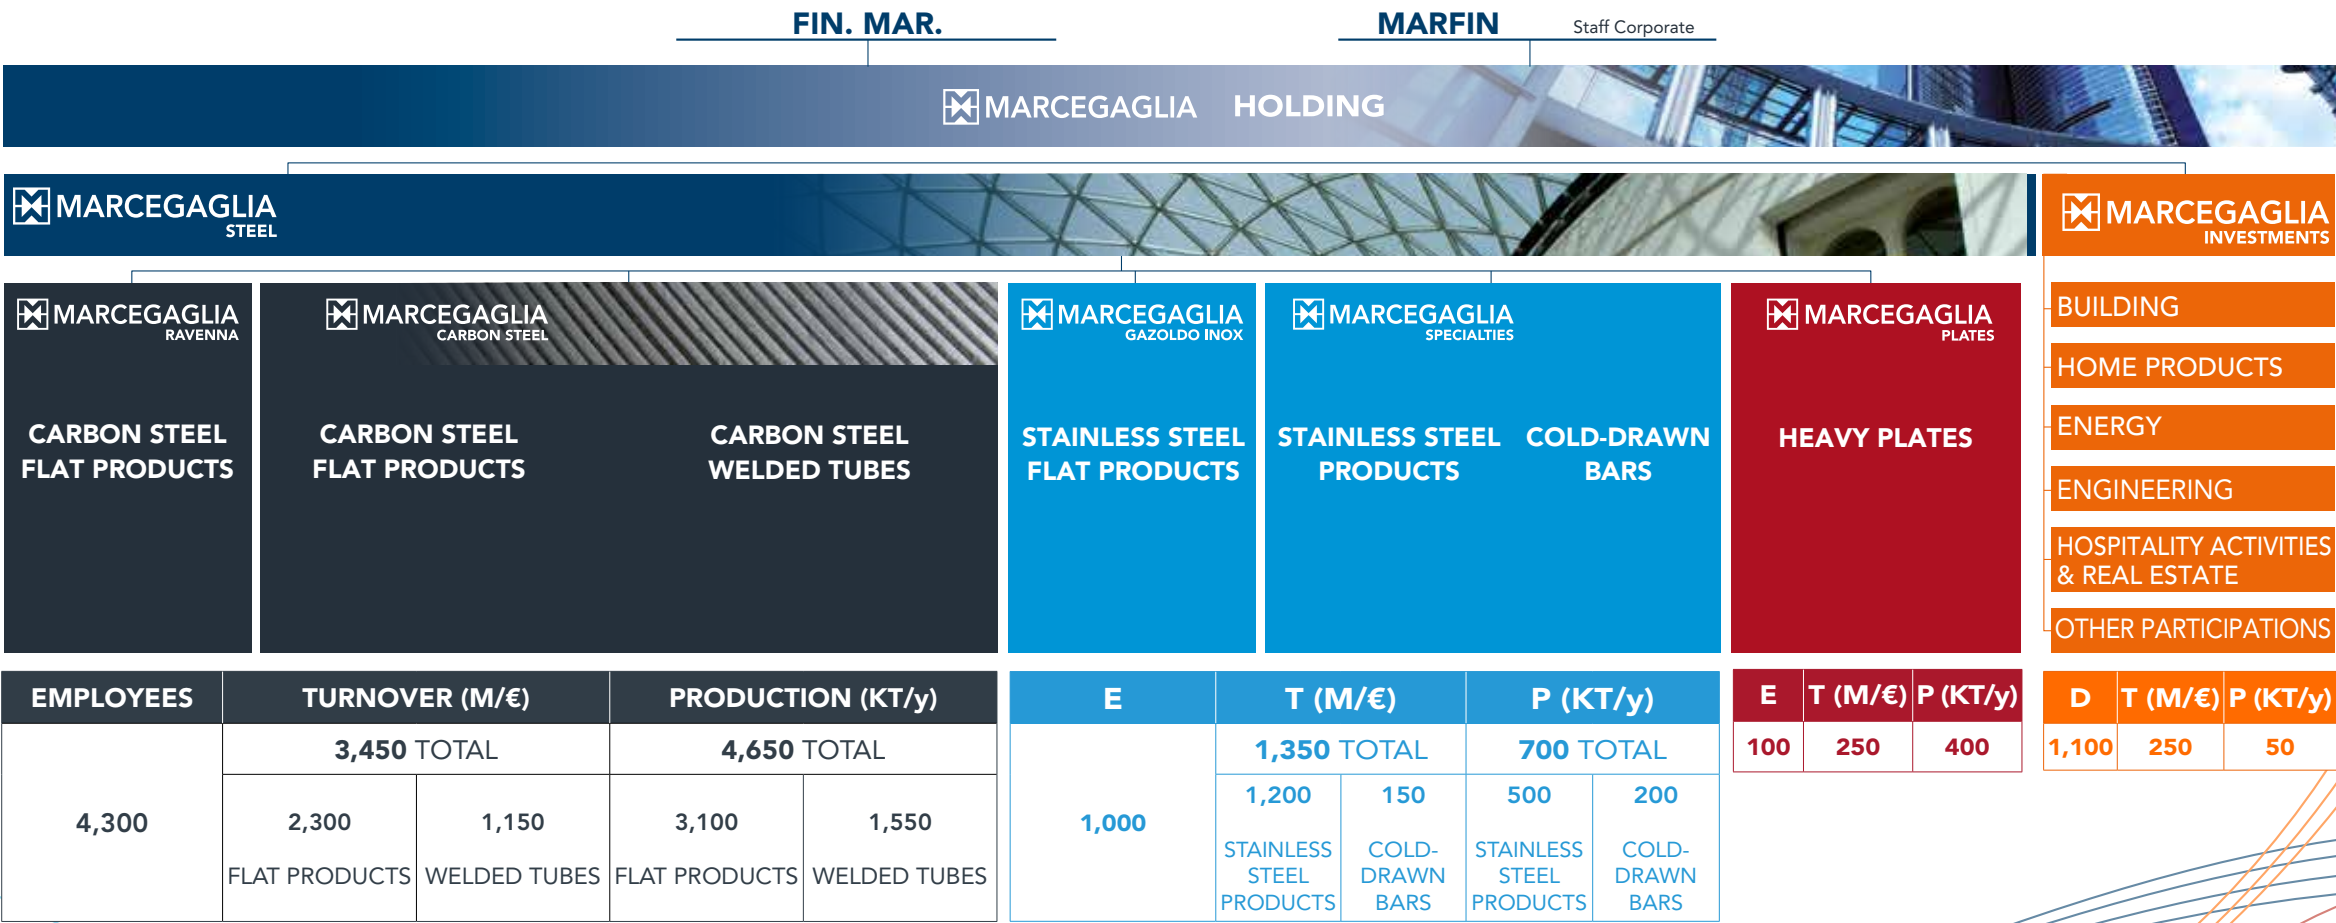 FIN. MAR.
MARFIN Staff Corporate
MARCEGAGLIA HOLDING
MARCEGAGLIA
STEEL
MARCEGAGLIA
INVESTMENTS
MARCEGAGLIA
RAVENNA
CARBON STEEL
FLAT PRODUCTS
MARCEGAGLIA
CARBON STEEL
CARBON STEEL
FLAT PRODUCTS
CARBON STEEL
WELDED TUBES
MARCEGAGLIA
GAZOLDO INOX
STAINLESS STEEL
FLAT PRODUCTS
MARCEGAGLIA
SPECIALTIES
STAINLESS STEEL
PRODUCTS
COLD-DRAWN
BARS
MARCEGAGLIA
PLATES
HEAVY PLATES
BUILDING
HOME PRODUCTS
ENERGY
ENGINEERING
HOSPITALITY ACTIVITIES
& REAL ESTATE
OTHER PARTICIPATIONS
EMPLOYEES TURNOVER (M/€) PRODUCTION (KT/y)
3,450 TOTAL 4,650 TOTAL
4,300 2,300 1,150 3,100 1,550
FLAT PRODUCTS WELDED TUBES FLAT PRODUCTS WELDED TUBES
E T (M/€) P (KT/y)
1,350 TOTAL 700 TOTAL
1,200 150 500 200
1,000
STAINLESS COLD- STAINLESS COLD-
STEEL DRAWN STEEL DRAWN
PRODUCTS BARS PRODUCTS BARS
E T (M/€) P (KT/y)
100 250 400
D T (M/€) P (KT/y)
1,100 250 50